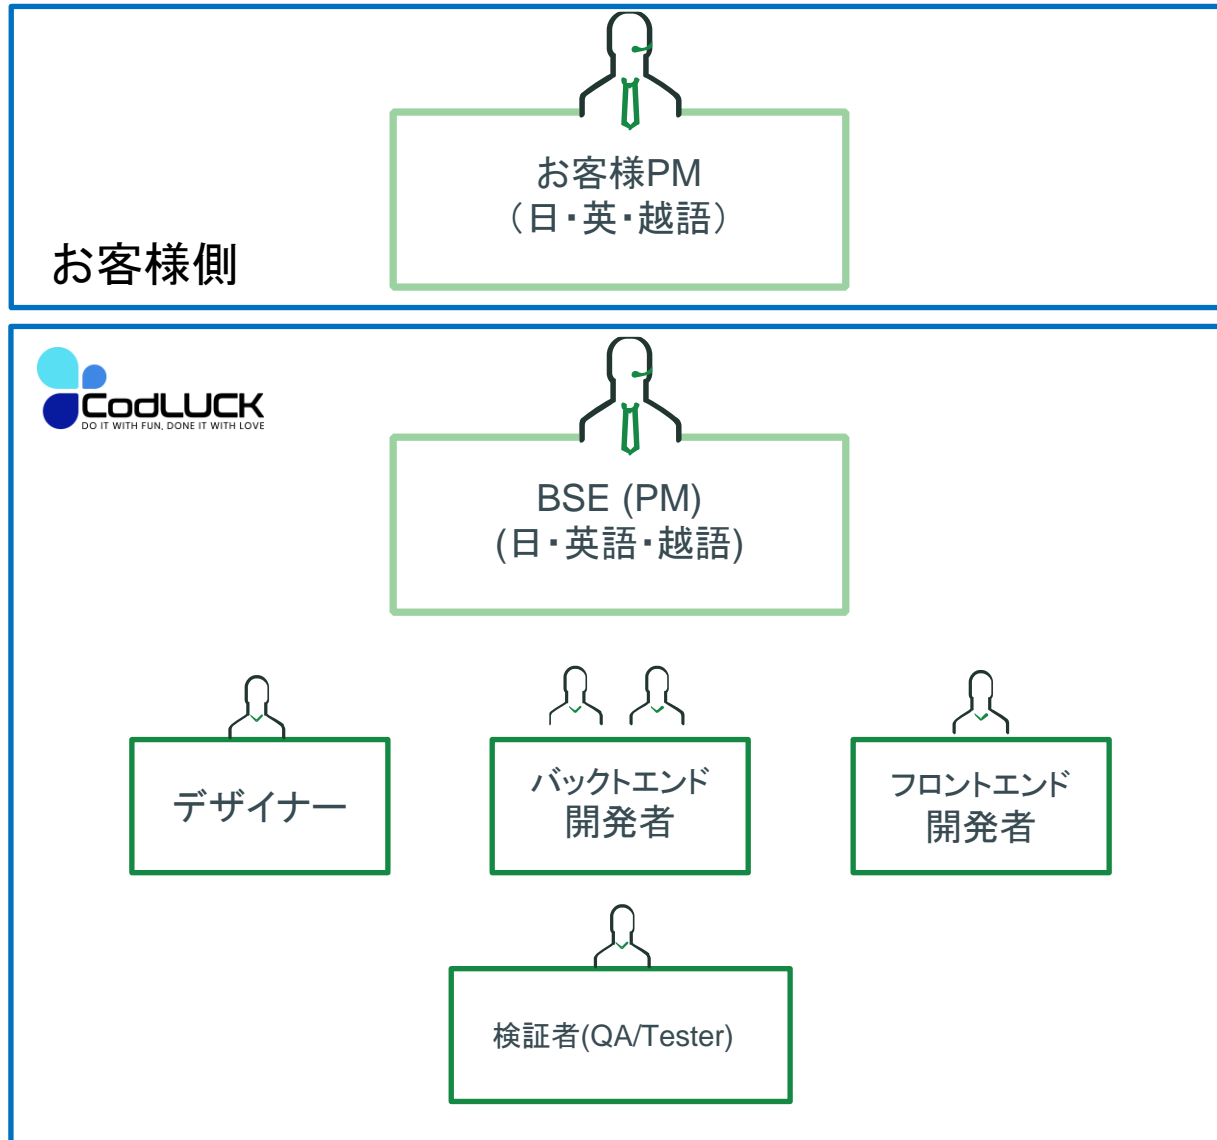 お客様PM
（日・英・越語）
お客様側
CodLUCK
DO IT WITH FUN, DONE IT WITH LOVE
BSE (PM)
(日・英語・越語)
デザイナー
バックトエンド
開発者
フロントエンド
開発者
検証者(QA/Tester)